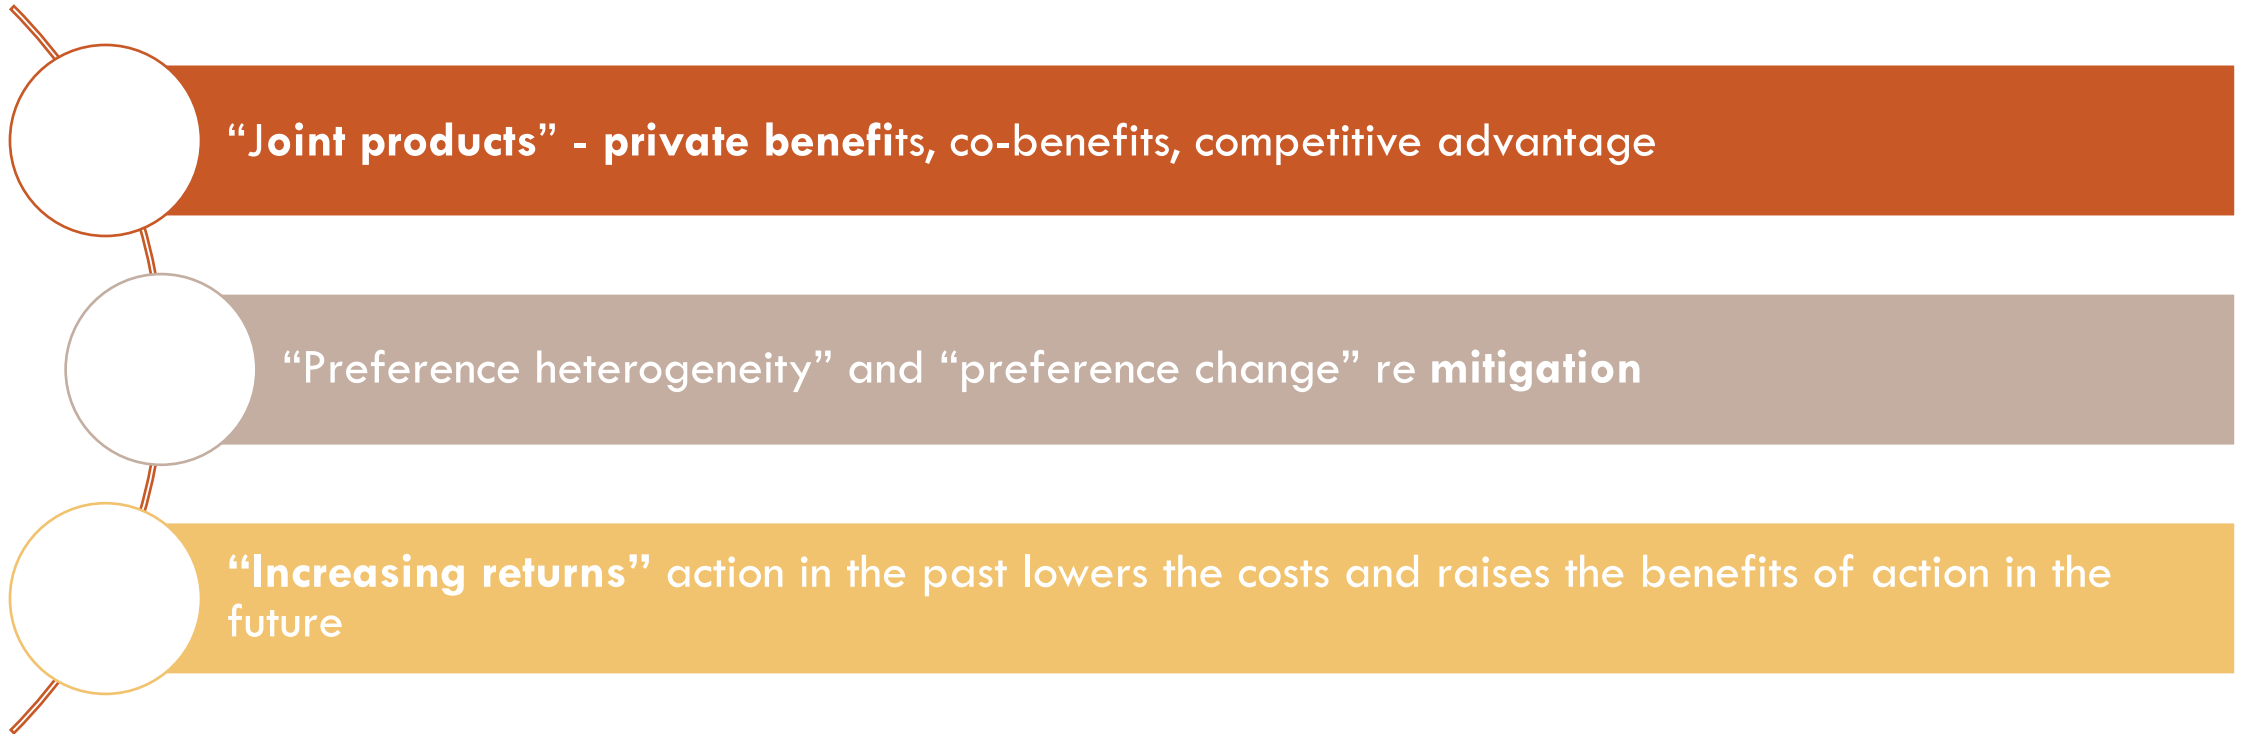 “Joint products” - private benefits, co-benefits, competitive advantage
“Preference heterogeneity” and “preference change” re mitigation
“Increasing returns” action in the past lowers the costs and raises the benefits of action in the
future